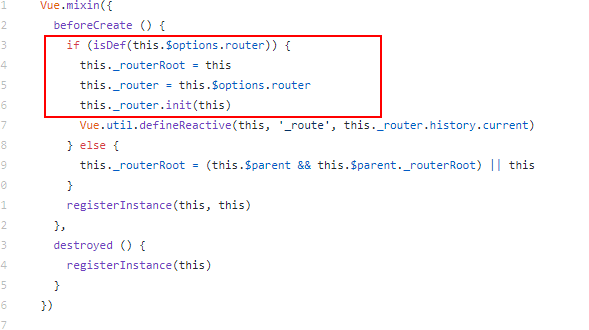 1 Vue.mixin({
2 beforeCreate () {
3 if (isDef(this.$options.router)) {
4 this._routerRoot = this
5 this._router = this.$options.router
6 this._router.init(this)
7 Vue.util.defineReactive(this, '_route', this._router.history.current)
8 } else {
9 this._routerRoot = (this.$parent && this.$parent._routerRoot) || this
0 }
1 registerInstance(this, this)
2 },
3 destroyed () {
4 registerInstance(this)
5 }
6 })
7